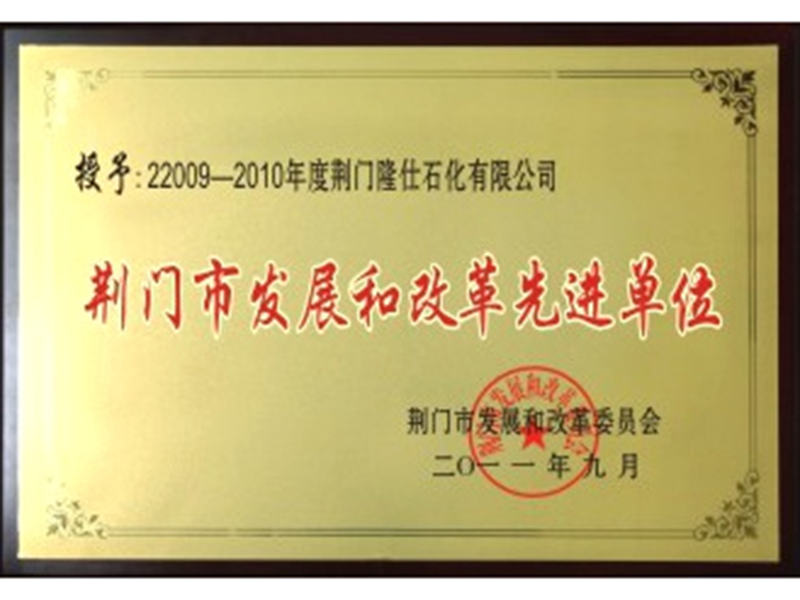 授予:22009—2010年度荆门隆仕石化有限公司
荆门市发展和改革先进单位
荆门市发展和改革委员会
二〇一一年九月